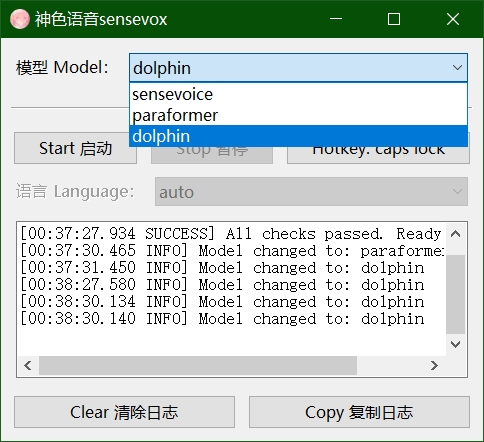 神色语音sensevox
模型 Model: dolphin
sensevoice
paraformer
dolphin
Start 启动 Stop 暂停 Hotkey: caps lock
语言 Language: auto
[00:37:27.934 SUCCESS] All checks passed. Ready
[00:37:30.465 INFO] Model changed to: paraformer
[00:37:31.450 INFO] Model changed to: dolphin
[00:38:27.580 INFO] Model changed to: dolphin
[00:38:30.134 INFO] Model changed to: dolphin
[00:38:30.140 INFO] Model changed to: dolphin
Clear 清除日志 Copy 复制日志